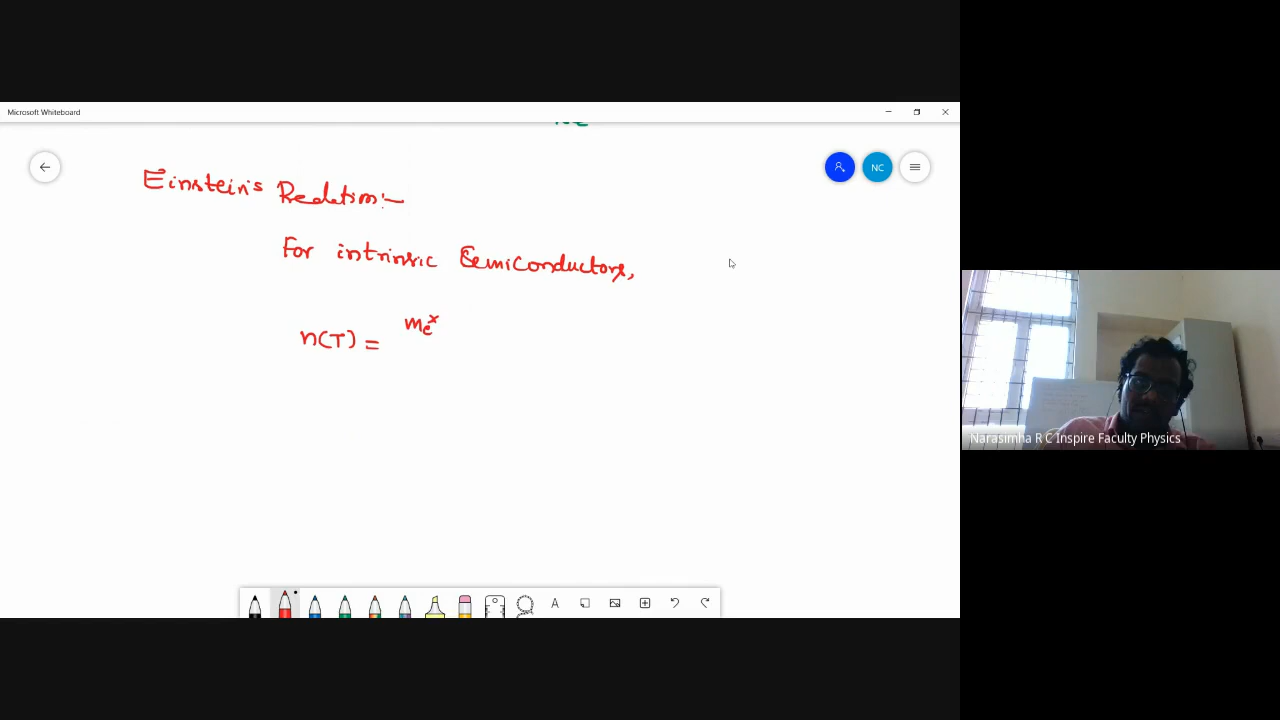 Microsoft Whiteboard
NC
Einstein's Relation:-
For intrinsic Semiconductors,
n(T) = me*
Narasimha R C Inspire Faculty Physics
A